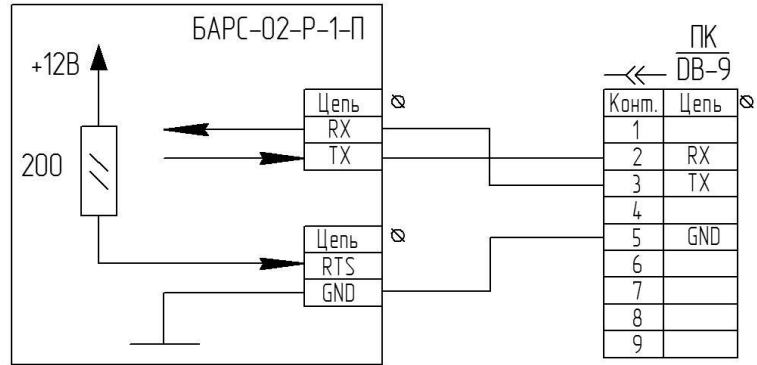 БАРС-02-Р-1-П
ПК
DB-9
+12В
200
Цепь
RX
TX
Цепь
RTS
GND
Конт. Цепь
1
2 RX
3 TX
4
5 GND
6
7
8
9